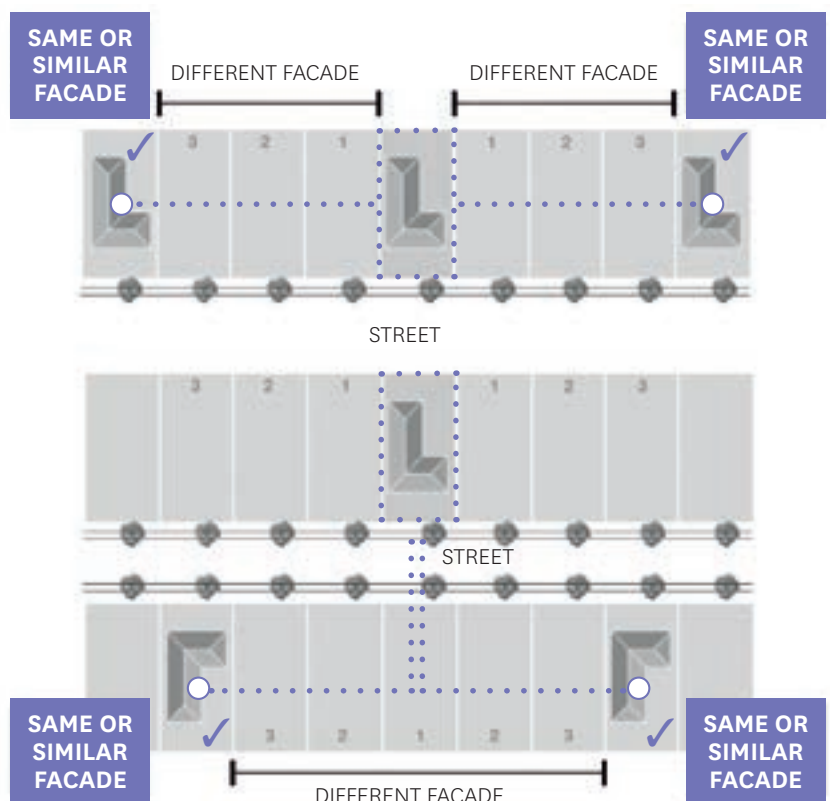 SAME OR
SIMILAR
FACADE
DIFFERENT FACADE
DIFFERENT FACADE
SAME OR
SIMILAR
FACADE
3 2 1 1 2 3
STREET
3 2 1 1 2 3
STREET
SAME OR
SIMILAR
FACADE
3 2 1 2 3
DIFFERENT FACADE
SAME OR
SIMILAR
FACADE